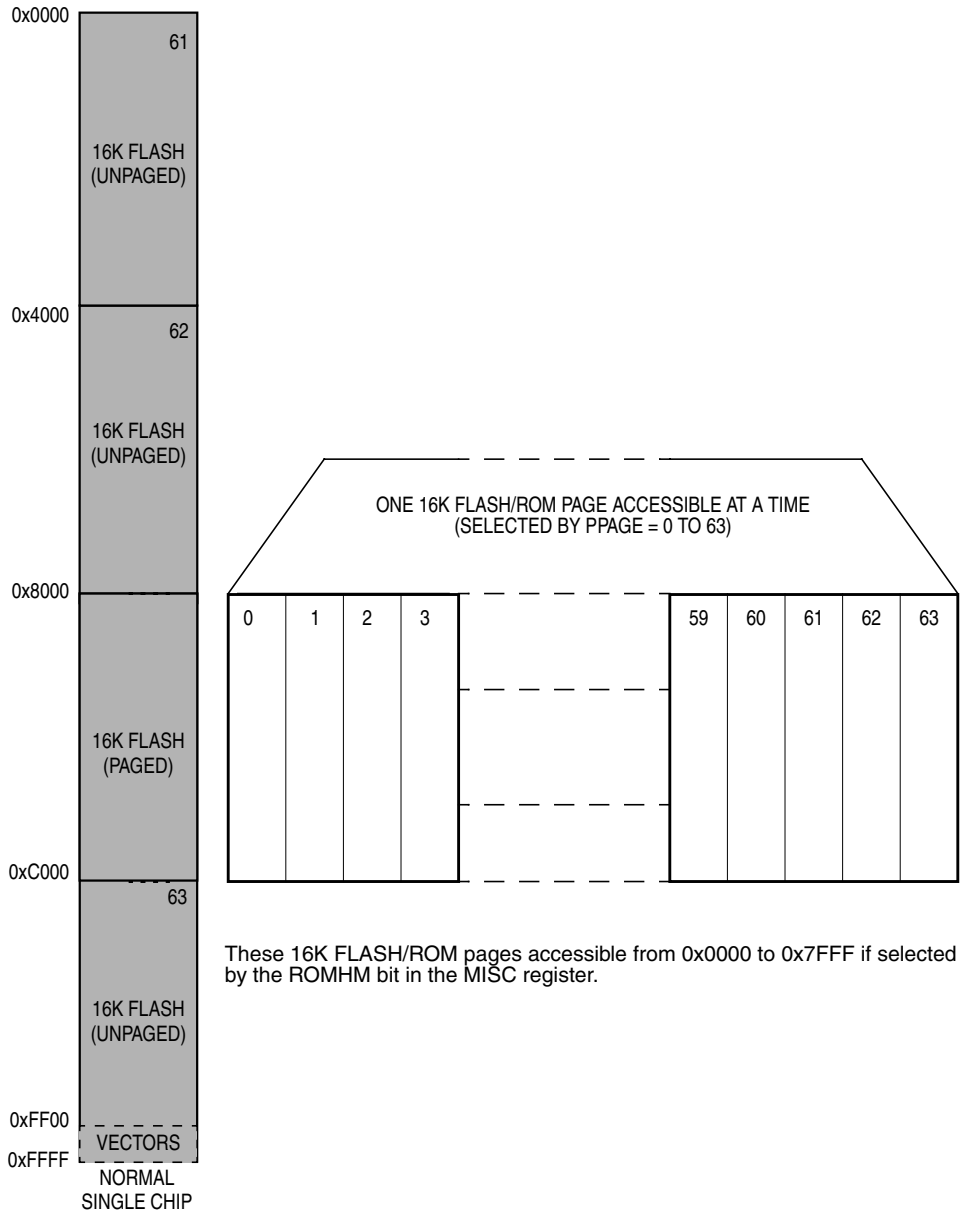 0x0000
61
16K FLASH
(UNPAGED)
0x4000
62
16K FLASH
(UNPAGED)
ONE 16K FLASH/ROM PAGE ACCESSIBLE AT A TIME
(SELECTED BY PPAGE = 0 TO 63)
0x8000
0 1 2 3 59 60 61 62 63
16K FLASH
(PAGED)
0xC000
63
These 16K FLASH/ROM pages accessible from 0x0000 to 0x7FFF if selected
by the ROMHM bit in the MISC register.
16K FLASH
(UNPAGED)
0xFF00
VECTORS
0xFFFF
NORMAL
SINGLE CHIP